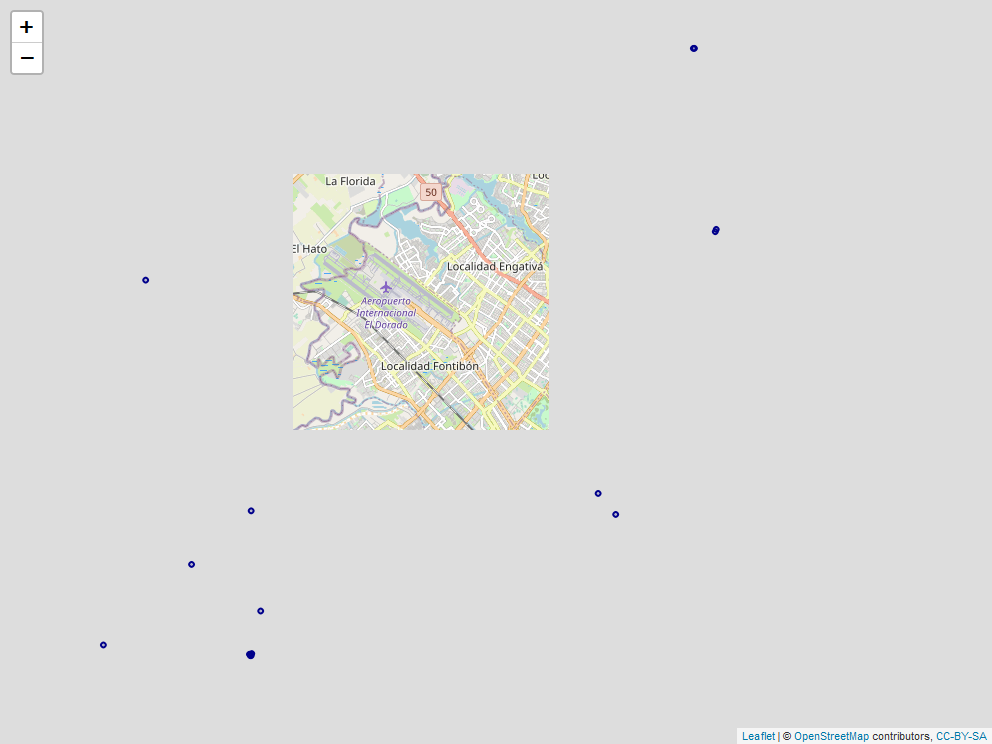 +
−
La Florida
50
Loc
El Hato
Localidad Engativá
Aeropuerto
Internacional
El Dorado
Localidad Fontibón
Leaflet | © OpenStreetMap contributors, CC-BY-SA